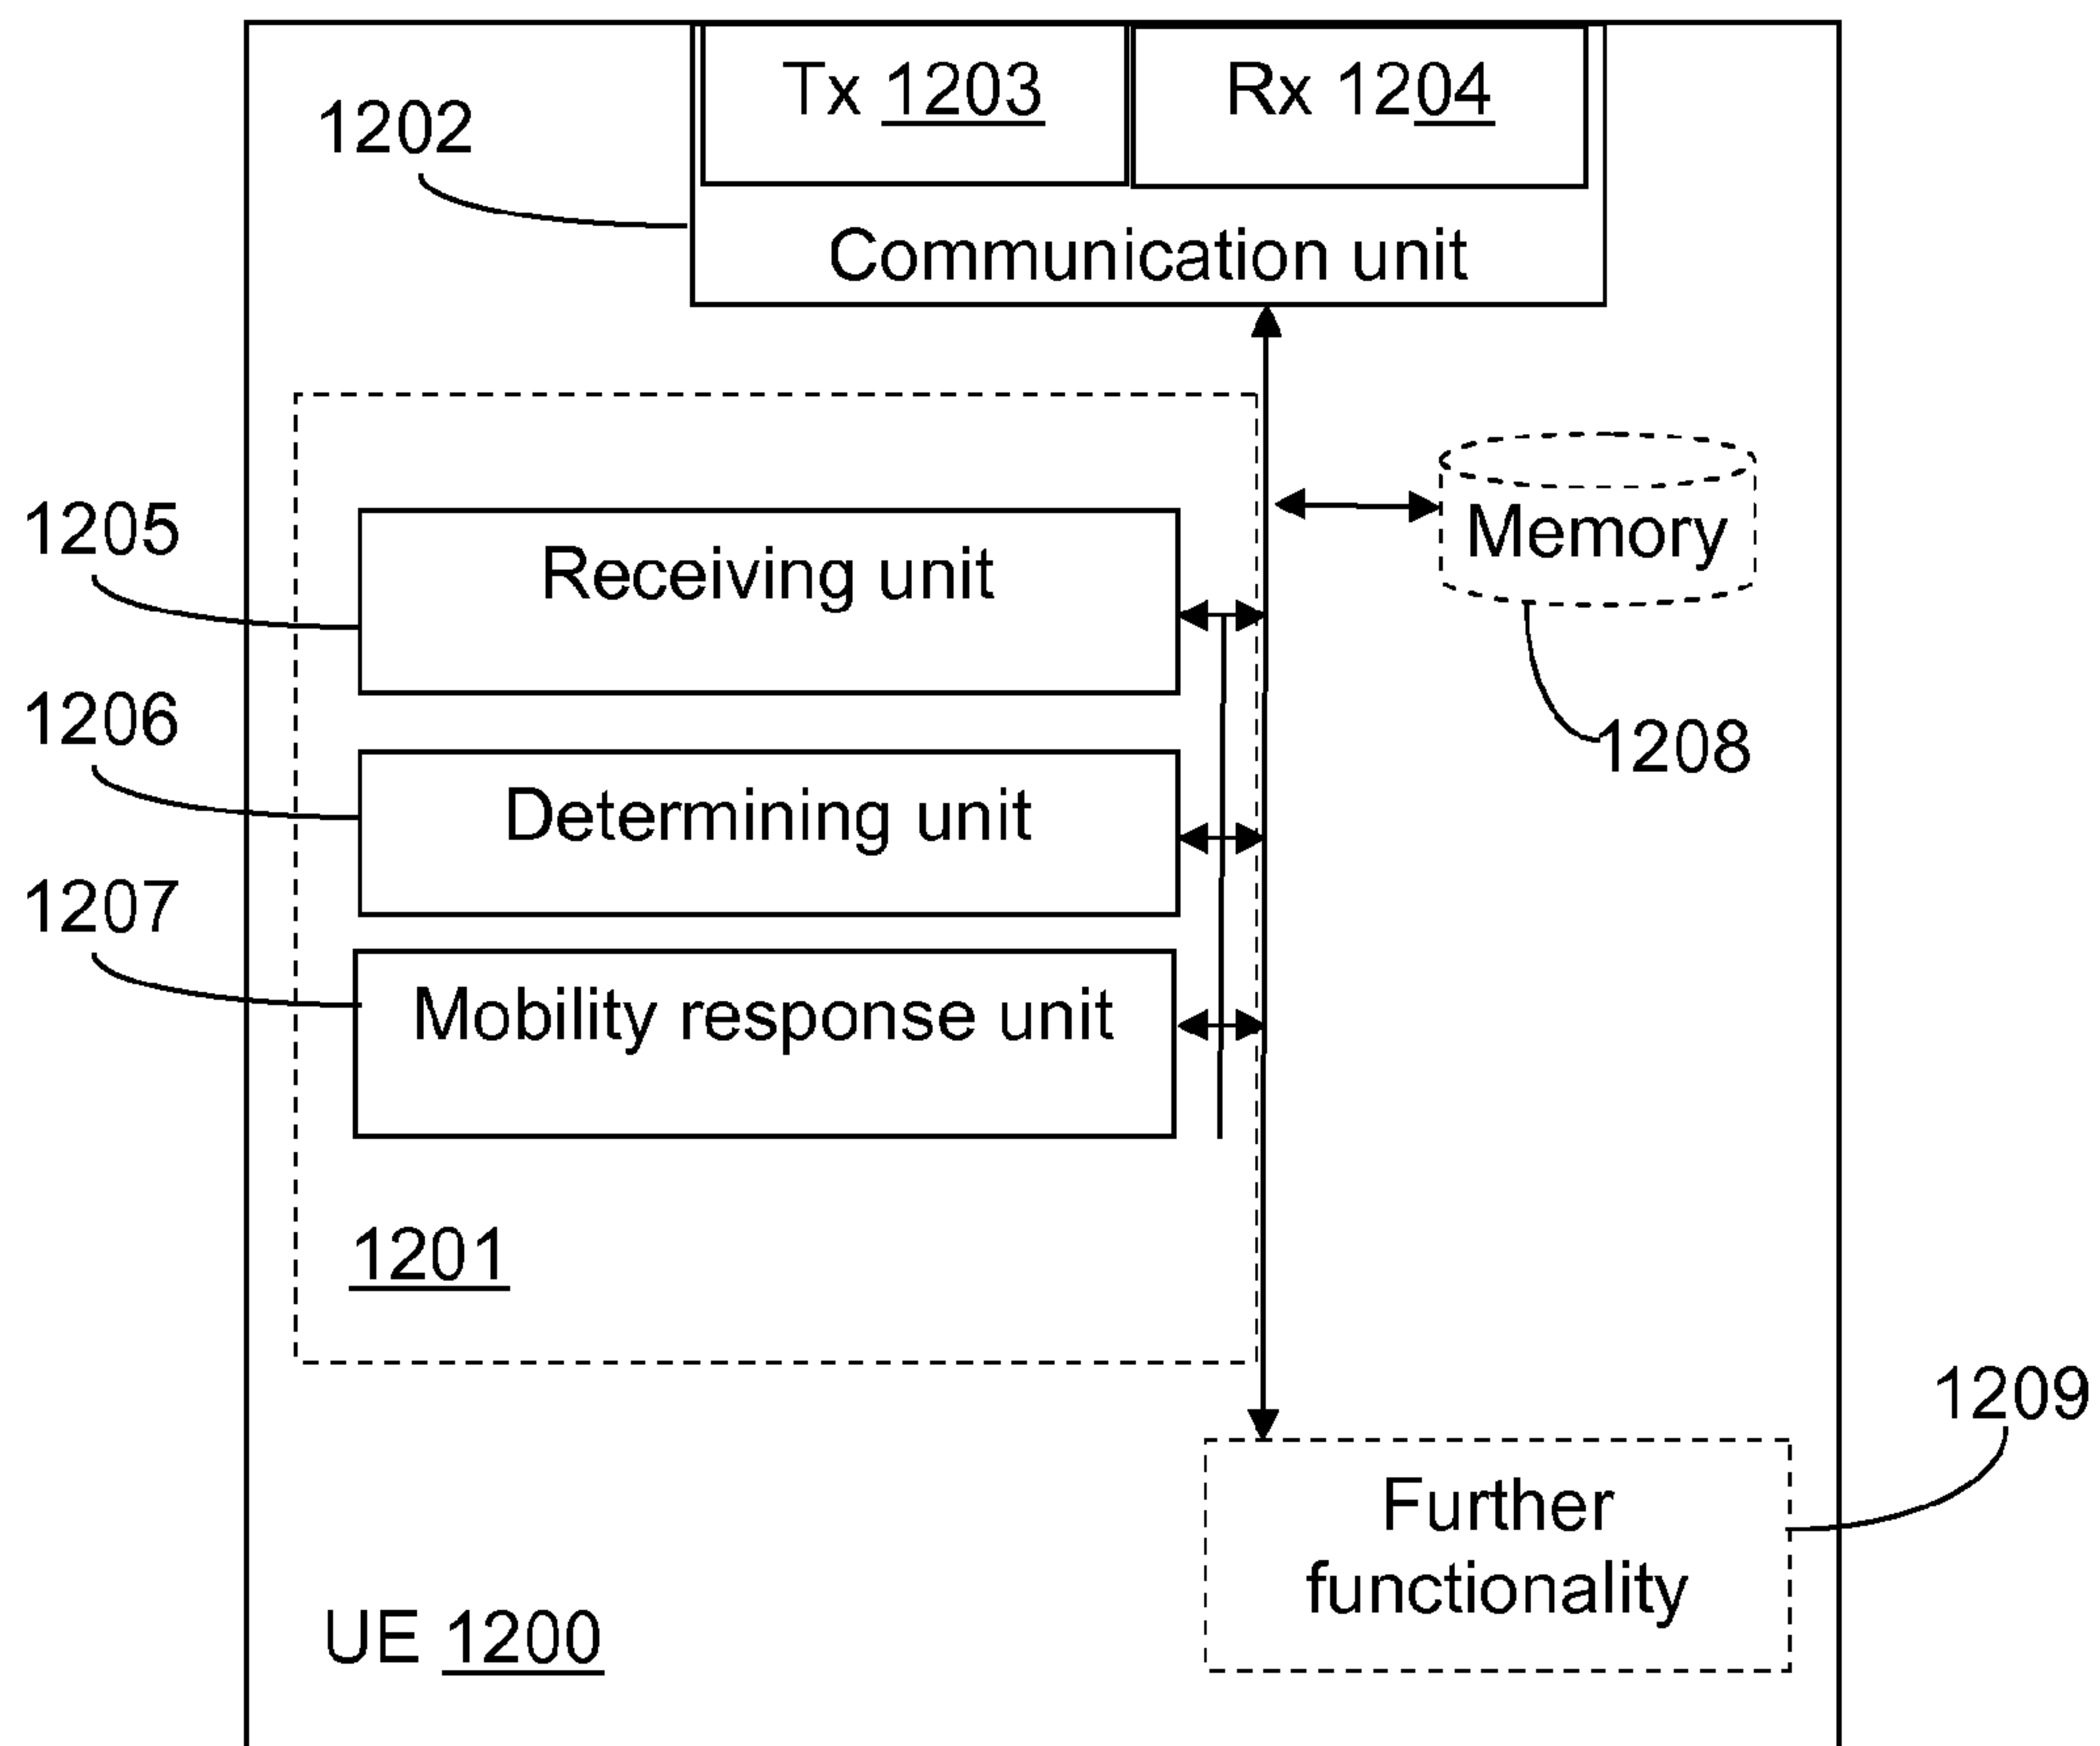 Tx 1203
Rx 1204
1202
Communication unit
1205
Receiving unit
Memory
1206
Determining unit
1208
1207
Mobility response unit
1201
1209
Further
functionality
UE 1200